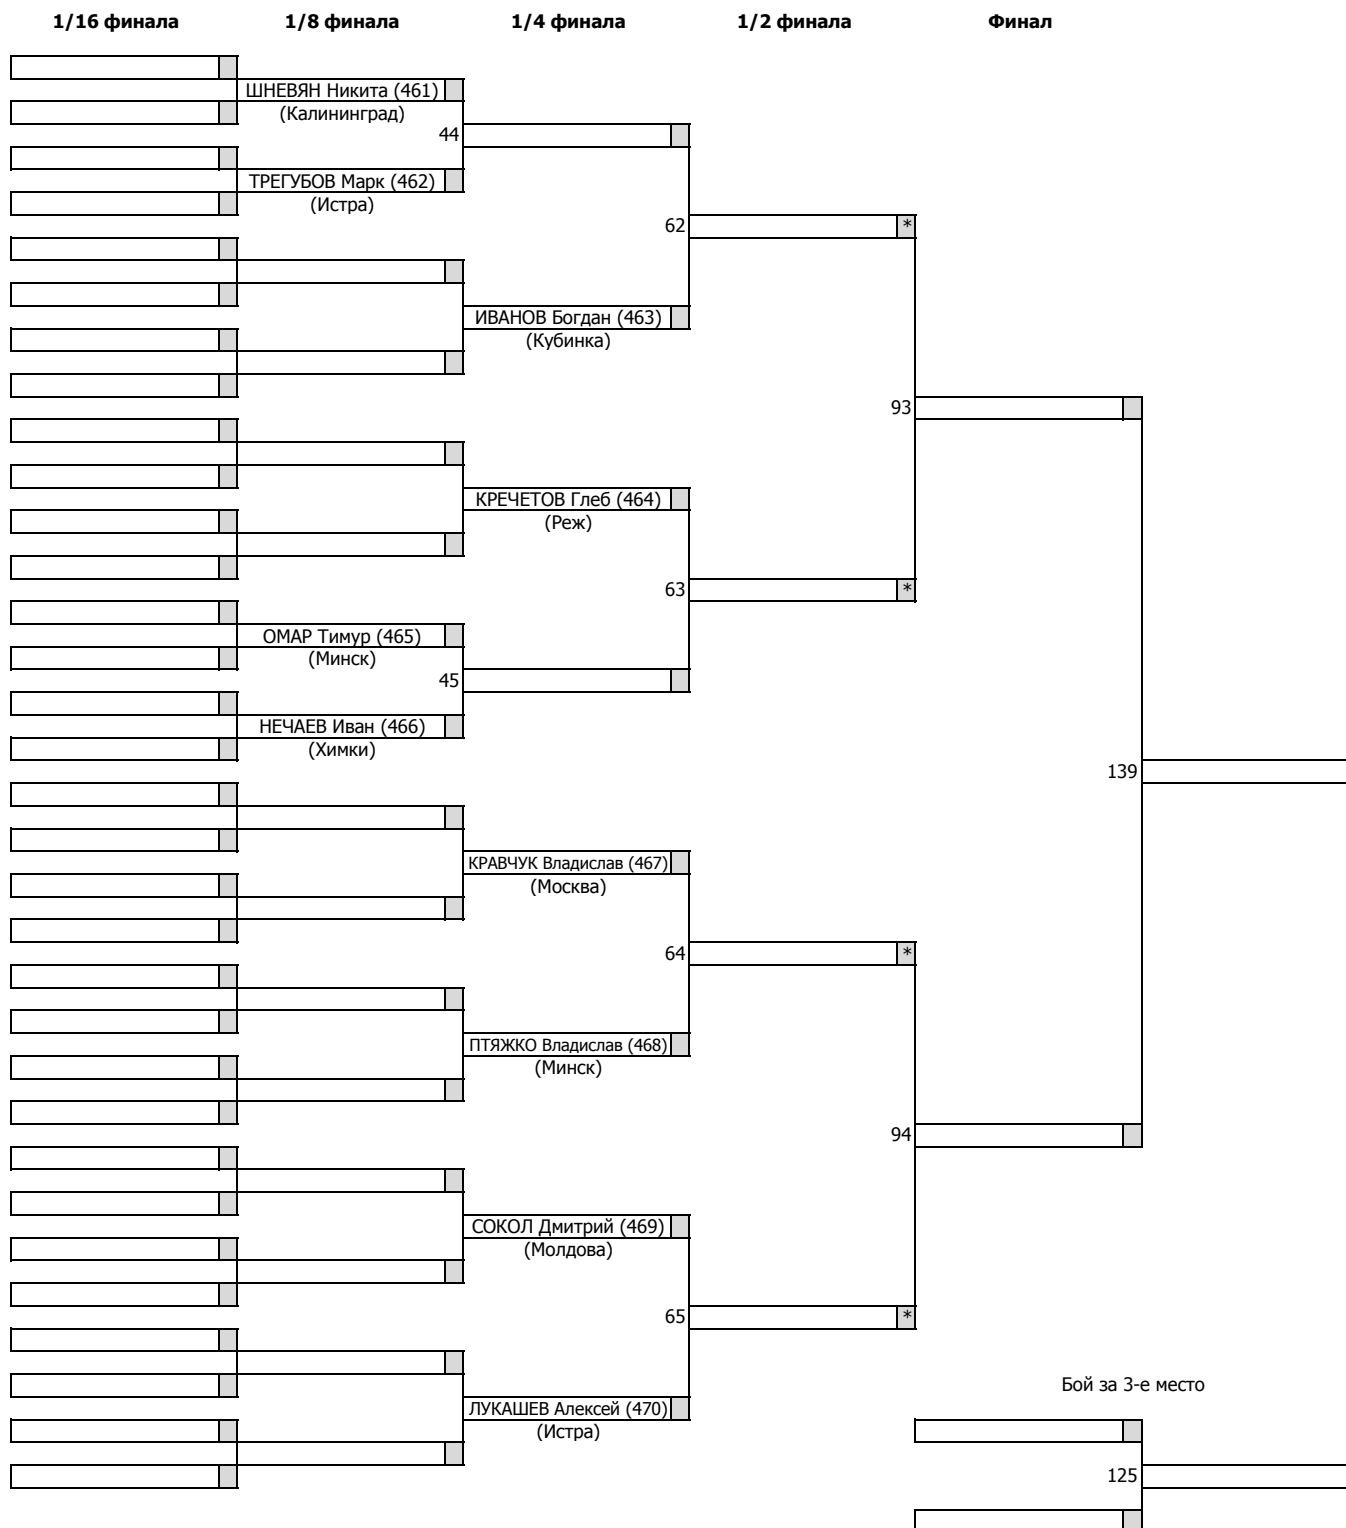 1/16 финала 1/8 финала 1/4 финала 1/2 финала Финал
ШНЕВЯН Никита (461)
(Калининград)
44
ТРЕГУБОВ Марк (462)
(Истра)
62
*
ИВАНОВ Богдан (463)
(Кубинка)
93
КРЕЧЕТОВ Глеб (464)
(Реж)
63
*
ОМАР Тимур (465)
(Минск)
45
НЕЧАЕВ Иван (466)
(Химки)
139
КРАВЧУК Владислав (467)
(Москва)
64
*
ПТЯЖКО Владислав (468)
(Минск)
94
СОКОЛ Дмитрий (469)
(Молдова)
65
*
Бой за 3-е место
ЛУКАШЕВ Алексей (470)
(Истра)
125